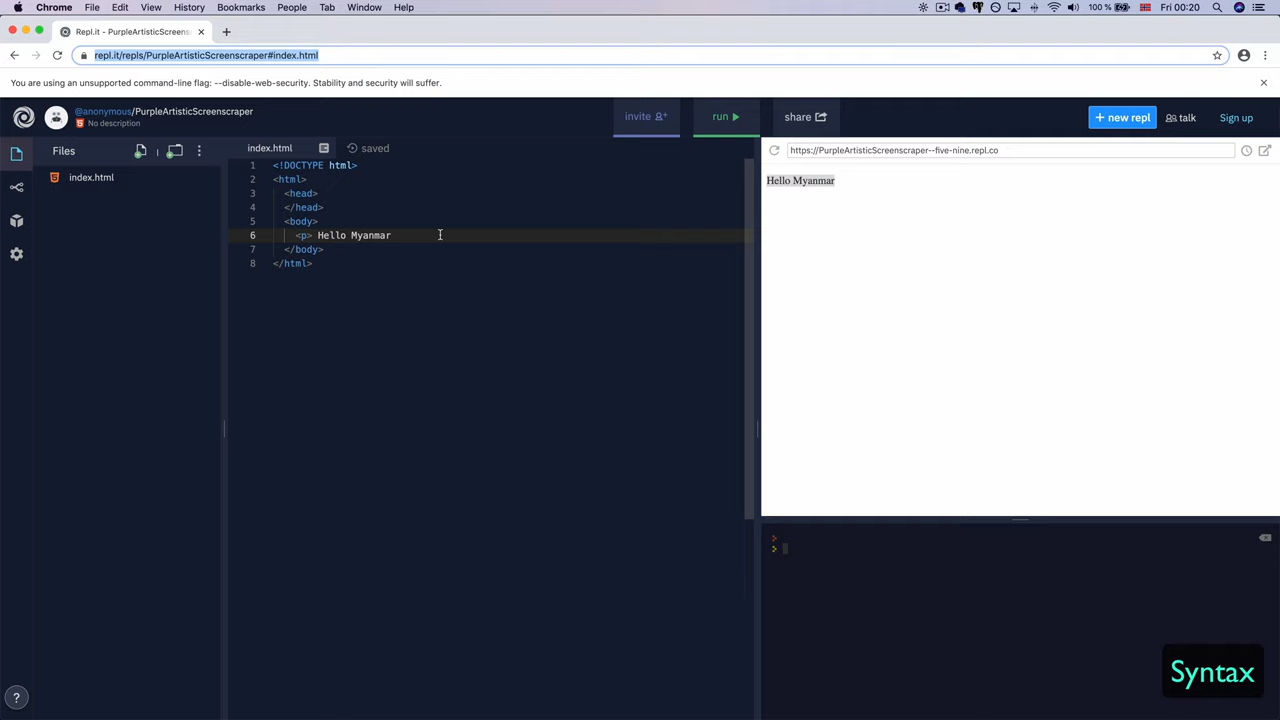 Chrome File Edit View History Bookmarks People Tab Window Help 100 % Fri 00:20
Repl.it - PurpleArtisticScreens
repl.it/repls/PurpleArtisticScreenscraper#index.html
You are using an unsupported command-line flag: --disable-web-security. Stability and security will suffer.
@anonymous/PurpleArtisticScreenscraper
No description
invite
run
share
+ new repl
talk
Sign up
Files
index.html
index.html
saved
1 <!DOCTYPE html>
2 <html>
3 <head>
4 </head>
5 <body>
6 <p> Hello Myanmar
7 </body>
8 </html>
https://PurpleArtisticScreenscraper--five-nine.repl.co
Hello Myanmar
>
>
?
Syntax